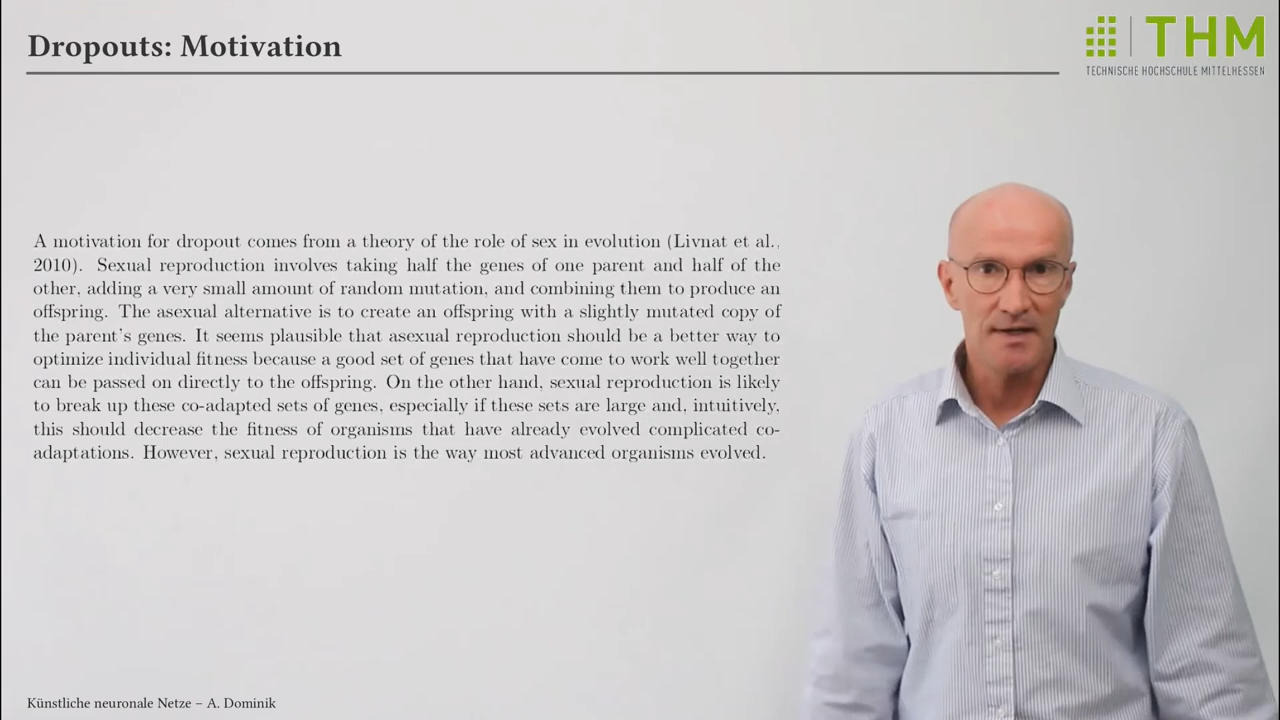 Dropouts: Motivation
THM
TECHNISCHE HOCHSCHULE MITTELHESSEN
A motivation for dropout comes from a theory of the role of sex in evolution (Livnat et al.,
2010). Sexual reproduction involves taking half the genes of one parent and half of the
other, adding a very small amount of random mutation, and combining them to produce an
offspring. The asexual alternative is to create an offspring with a slightly mutated copy of
the parent's genes. It seems plausible that asexual reproduction should be a better way to
optimize individual fitness because a good set of genes that have come to work well together
can be passed on directly to the offspring. On the other hand, sexual reproduction is likely
to break up these co-adapted sets of genes, especially if these sets are large and, intuitively,
this should decrease the fitness of organisms that have already evolved complicated co-
adaptations. However, sexual reproduction is the way most advanced organisms evolved.
Künstliche neuronale Netze – A. Dominik